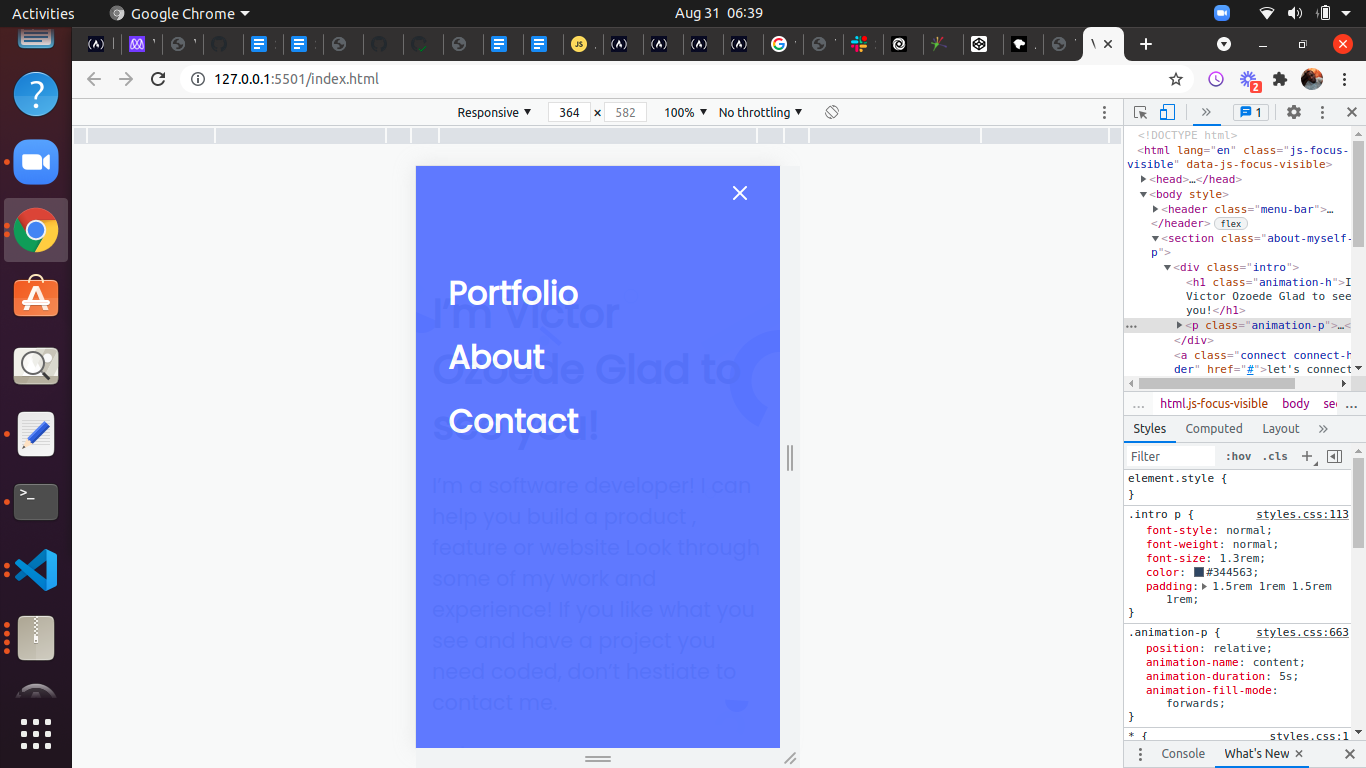 Activities
Google Chrome
Aug 31 06:39
127.0.0.1:5501/index.html
2
Responsive
364 × 582
100%
No throttling
1
Portfolio
About
Contact
I'm Victor
Ozoede Glad to
see you!
I'm a software developer! I can
help you build a product ,
feature or website Look through
some of my work and
experience! If you like what you
see and have a project you
need coded, don't hestiate to
contact me.
<!DOCTYPE html>
<html lang="en" class="js-focus-
visible" data-js-focus-visible>
<head>…</head>
<body style>
<header class="menu-bar">…
</header> flex
<section class="about-myself-
p">
<div class="intro">
<h1 class="animation-h">I
Victor Ozoede Glad to see
you!</h1>
<p class="animation-p">…<
</div>
<a class="connect connect-h
der" href="#">let's connect
... html.js-focus-visible body sec ...
Styles Computed Layout
Filter :hov .cls
element.style {
}
.intro p { styles.css:113
font-style: normal;
font-weight: normal;
font-size: 1.3rem;
color: #344563;
padding: 1.5rem 1rem 1.5rem
1rem;
}
.animation-p { styles.css:663
position: relative;
animation-name: content;
animation-duration: 5s;
animation-fill-mode:
forwards;
}
* { styles.css:1
Console What's New